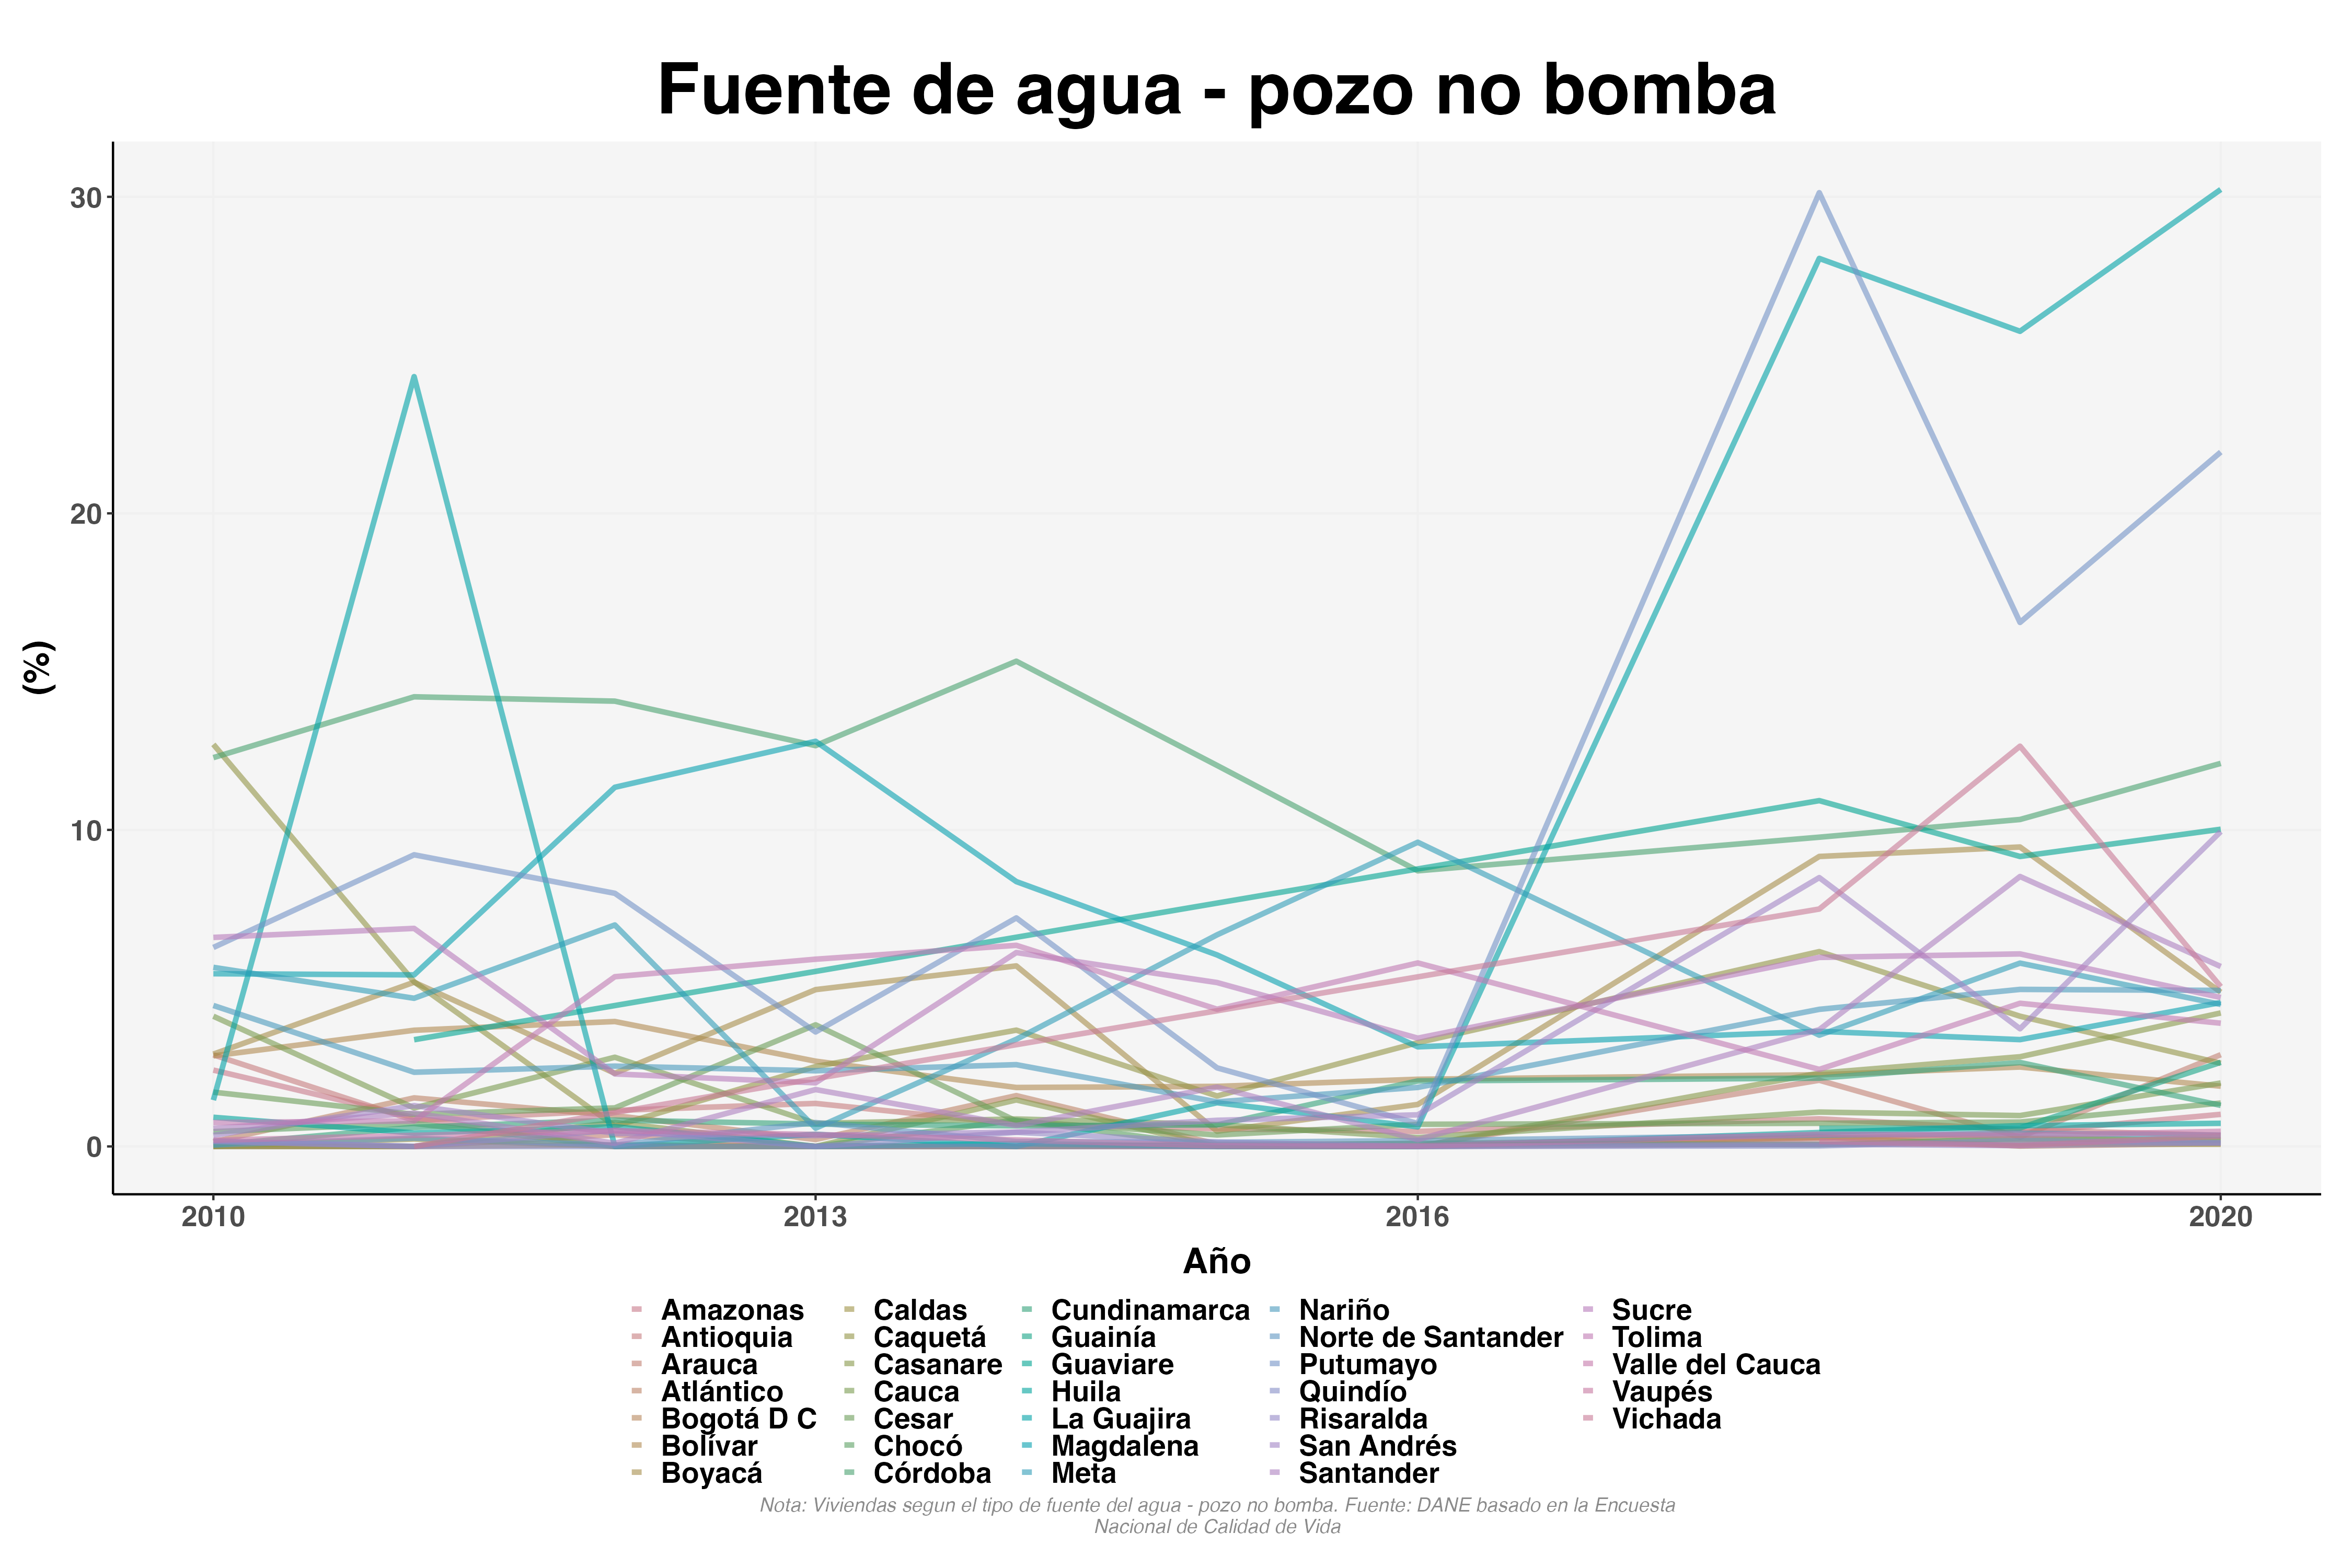 Fuente de agua - pozo no bomba
30
20
10
0
(%)
2010 2013 2016 2020
Año
Amazonas Caldas Cundinamarca Nariño Sucre
Antioquia Caquetá Guainía Norte de Santander Tolima
Arauca Casanare Guaviare Putumayo Valle del Cauca
Atlántico Cauca Huila Quindío Vaupés
Bogotá D C Cesar La Guajira Risaralda Vichada
Bolívar Chocó Magdalena San Andrés
Boyacá Córdoba Meta Santander
Nota: Viviendas segun el tipo de fuente del agua - pozo no bomba. Fuente: DANE basado en la Encuesta
Nacional de Calidad de Vida